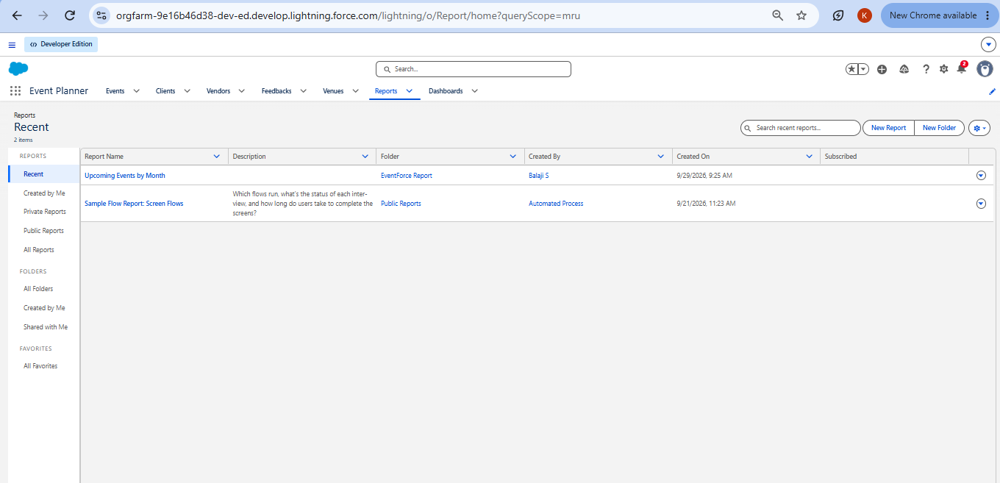 orgfarm-9e16b46d38-dev-ed.develop.lightning.force.com/lightning/o/Report/home?queryScope=mru
K
New Chrome available
Developer Edition
Search...
2
Event Planner
Events
Clients
Vendors
Feedbacks
Venues
Reports
Dashboards
Reports
Recent
2 items
Search recent reports...
New Report
New Folder
REPORTS
Recent
Created by Me
Private Reports
Public Reports
All Reports
FOLDERS
All Folders
Created by Me
Shared with Me
FAVORITES
All Favorites
Report Name
Description
Folder
Created By
Created On
Subscribed
Upcoming Events by Month
EventForce Report
Balaji S
9/29/2026, 9:25 AM
Sample Flow Report: Screen Flows
Which flows run, what's the status of each inter-
view, and how long do users take to complete the
screens?
Public Reports
Automated Process
9/21/2026, 11:23 AM